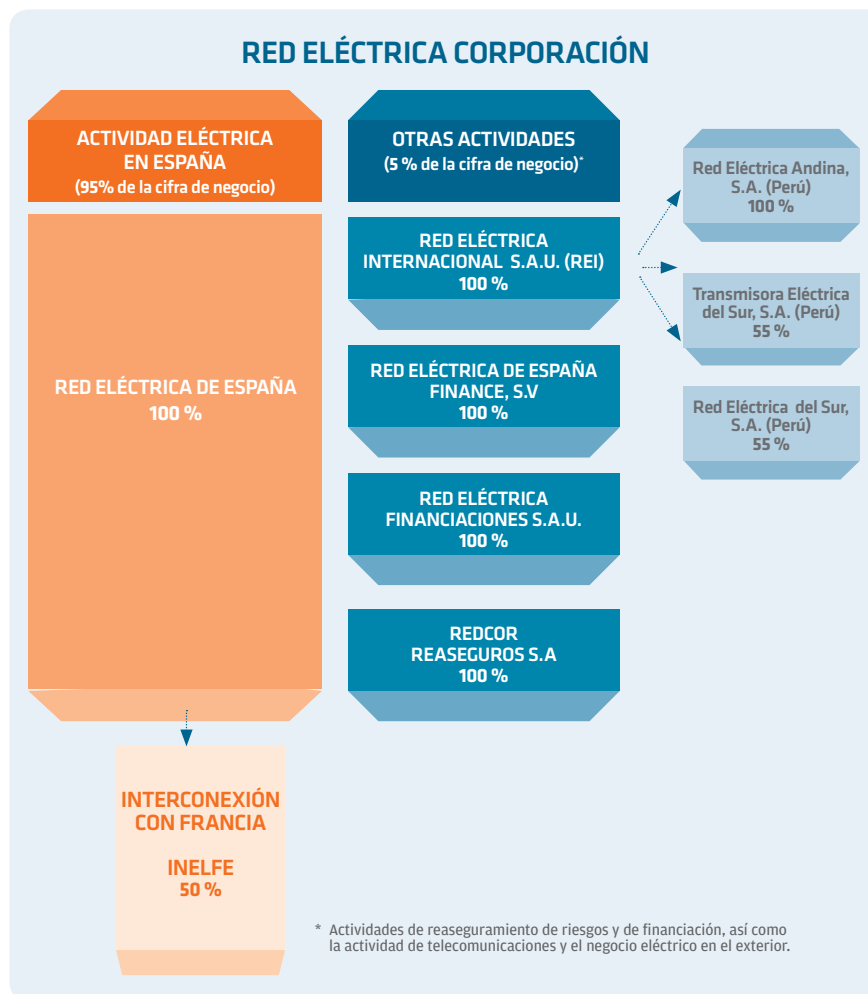 RED ELÉCTRICA CORPORACIÓN
ACTIVIDAD ELÉCTRICA
EN ESPAÑA
(95% de la cifra de negocio)
RED ELÉCTRICA DE ESPAÑA
100 %
INTERCONEXIÓN
CON FRANCIA
INELFE
50 %
OTRAS ACTIVIDADES
(5 % de la cifra de negocio)*
RED ELÉCTRICA
INTERNACIONAL S.A.U. (REI)
100 %
RED ELÉCTRICA DE ESPAÑA
FINANCE, S.V
100 %
RED ELÉCTRICA
FINANCIACIONES S.A.U.
100 %
REDCOR
REASEGUROS S.A
100 %
Red Eléctrica Andina,
S.A. (Perú)
100 %
Transmisora Eléctrica
del Sur, S.A. (Perú)
55 %
Red Eléctrica del Sur,
S.A. (Perú)
55 %
* Actividades de reaseguramiento de riesgos y de financiación, así como
la actividad de telecomunicaciones y el negocio eléctrico en el exterior.